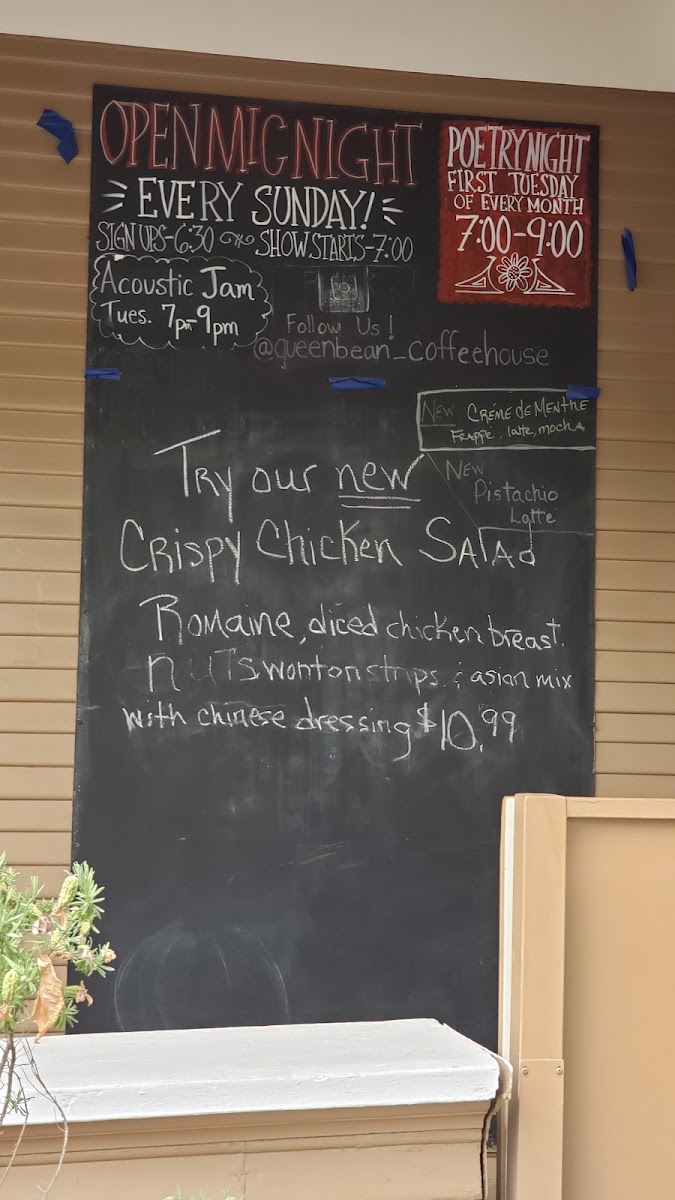 OPEN MIC NIGHT
EVERY SUNDAY!
SIGN UPS-6:30 SHOW STARTS-7:00
POETRY NIGHT
FIRST TUESDAY
OF EVERY MONTH
7:00-9:00
Acoustic Jam
Tues. 7pm-9pm
Follow Us!
@queenbean_coffeehouse
New CRÉME de MENTHE
FRAPPÉ, latte, mocha
New
Pistachio
Latte
Try our new
Crispy Chicken Salad
Romaine, diced chicken breast,
nuts wonton strips & asian mix
with chinese dressing $10.99